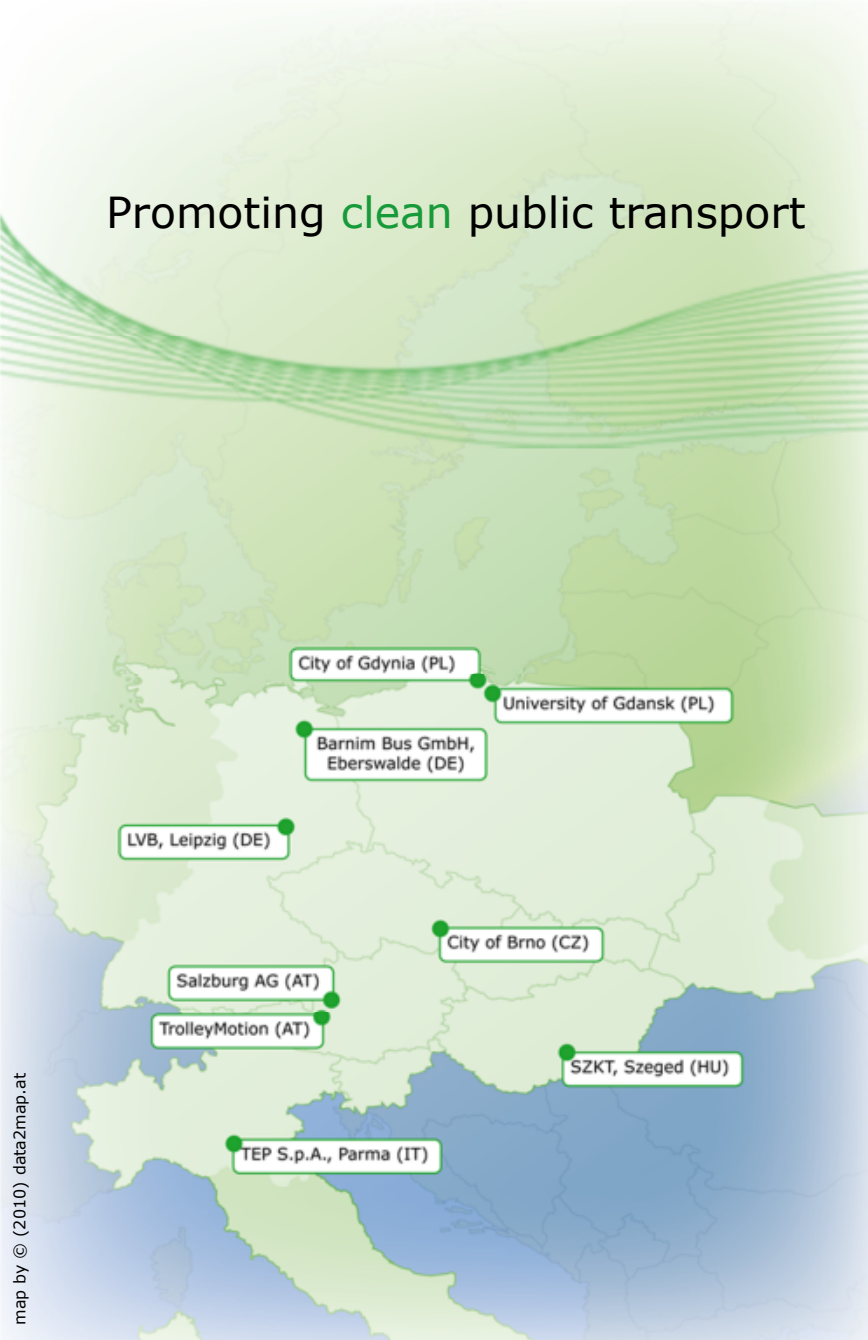 Promoting clean public transport
City of Gdynia (PL)
University of Gdansk (PL)
Barnim Bus GmbH,
Eberswalde (DE)
LVB, Leipzig (DE)
City of Brno (CZ)
Salzburg AG (AT)
TrolleyMotion (AT)
SZKT, Szeged (HU)
TEP S.p.A., Parma (IT)
map by © (2010) data2map.at